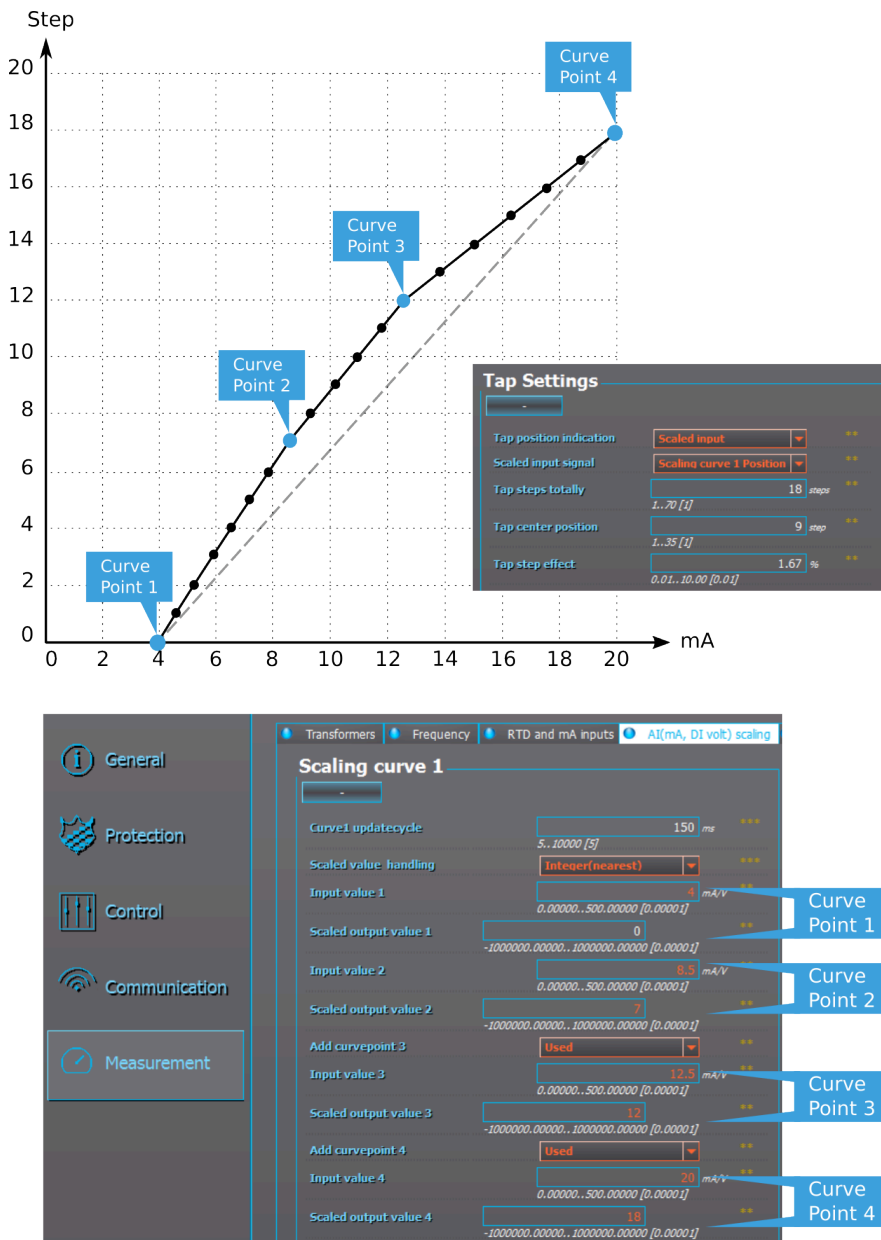 Step
20
18
16
14
12
10
8
6
4
2
0
0 2 4 6 8 10 12 14 16 18 20
mA
Curve
Point 4
Curve
Point 3
Curve
Point 2
Curve
Point 1
Tap Settings
-
Tap position indication Scaled input **
Scaled input signal Scaling curve 1 Position **
Tap steps totally 18 steps **
1..70 [1]
Tap center position 9 step **
1..35 [1]
Tap step effect 1.67 % **
0.01..10.00 [0.01]
General
Protection
Control
Communication
Measurement
Transformers Frequency RTD and mA inputs AI(mA, DI volt) scaling
Scaling curve 1
-
Curve1 updatecycle 150 ms ***
5..10000 [5]
Scaled value handling Integer(nearest) ***
Input value 1 4 mA/V **
0.00000..500.00000 [0.00001]
Scaled output value 1 0 **
-1000000.00000..1000000.00000 [0.00001]
Input value 2 8.5 mA/V **
0.00000..500.00000 [0.00001]
Scaled output value 2 7 **
-1000000.00000..1000000.00000 [0.00001]
Add curvepoint 3 Used **
Input value 3 12.5 mA/V **
0.00000..500.00000 [0.00001]
Scaled output value 3 12 **
-1000000.00000..1000000.00000 [0.00001]
Add curvepoint 4 Used **
Input value 4 20 mA/V **
0.00000..500.00000 [0.00001]
Scaled output value 4 18 **
-1000000.00000..1000000.00000 [0.00001]
Curve
Point 1
Curve
Point 2
Curve
Point 3
Curve
Point 4